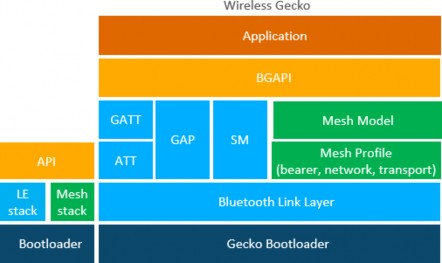 Wireless Gecko
Application
BGAPI
GATT
GAP
SM
Mesh Model
API
ATT
Mesh Profile
(bearer, network, transport)
LE
stack
Mesh
stack
Bluetooth Link Layer
Bootloader
Gecko Bootloader